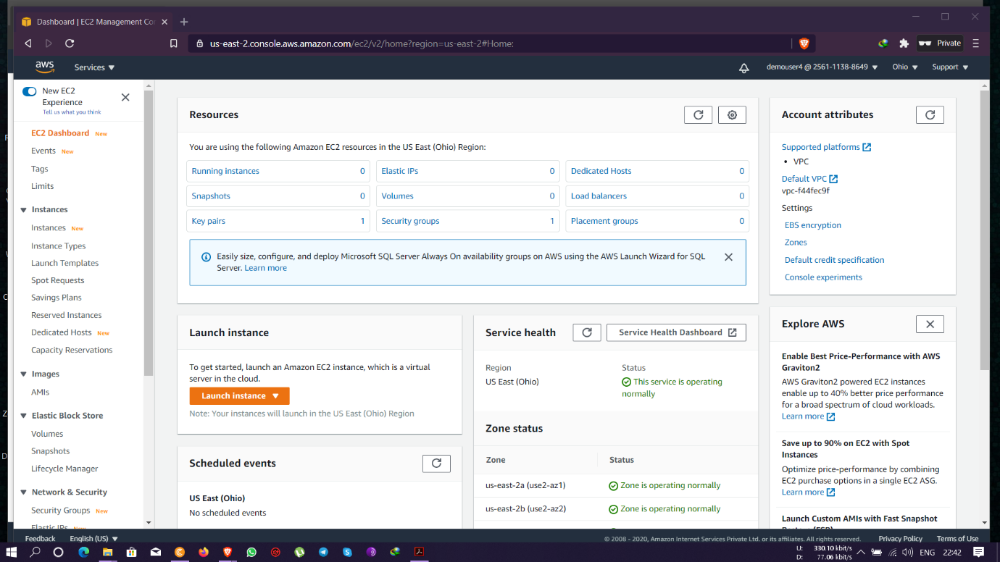 Dashboard | EC2 Management Co
us-east-2.console.aws.amazon.com/ec2/v2/home?region=us-east-2#Home:
Private
aws
Services
demouser4 @ 2561-1138-8649
Ohio
Support
New EC2
Experience
Tell us what you think
EC2 Dashboard New
Events New
Tags
Limits
Instances
Instances New
Instance Types
Launch Templates
Spot Requests
Savings Plans
Reserved Instances
Dedicated Hosts New
Capacity Reservations
Images
AMIs
Elastic Block Store
Volumes
Snapshots
Lifecycle Manager
Network & Security
Security Groups New
Elastic IPs New
Resources
You are using the following Amazon EC2 resources in the US East (Ohio) Region:
Running instances 0
Elastic IPs 0
Dedicated Hosts 0
Snapshots 0
Volumes 0
Load balancers 0
Key pairs 1
Security groups 1
Placement groups 0
Easily size, configure, and deploy Microsoft SQL Server Always On availability groups on AWS using the AWS Launch Wizard for SQL
Server. Learn more
Launch instance
To get started, launch an Amazon EC2 instance, which is a virtual
server in the cloud.
Launch instance
Note: Your instances will launch in the US East (Ohio) Region
Scheduled events
US East (Ohio)
No scheduled events
Service health
Service Health Dashboard
Region
Status
US East (Ohio)
This service is operating
normally
Zone status
Zone
Status
us-east-2a (use2-az1)
Zone is operating normally
us-east-2b (use2-az2)
Zone is operating normally
Account attributes
Supported platforms
• VPC
Default VPC
vpc-f44fec9f
Settings
EBS encryption
Zones
Default credit specification
Console experiments
Explore AWS
Enable Best Price-Performance with AWS
Graviton2
AWS Graviton2 powered EC2 instances
enable up to 40% better price performance
for a broad spectrum of cloud workloads.
Learn more
Save up to 90% on EC2 with Spot
Instances
Optimize price-performance by combining
EC2 purchase options in a single EC2 ASG.
Learn more
Launch Custom AMIs with Fast Snapshot
Feedback
English (US)
© 2008 - 2020, Amazon Internet Services Private Ltd. or its affiliates. All rights reserved.
Privacy Policy
Terms of Use
U: 330.10 kbit/s
D: 77.06 kbit/s
ENG
22:42